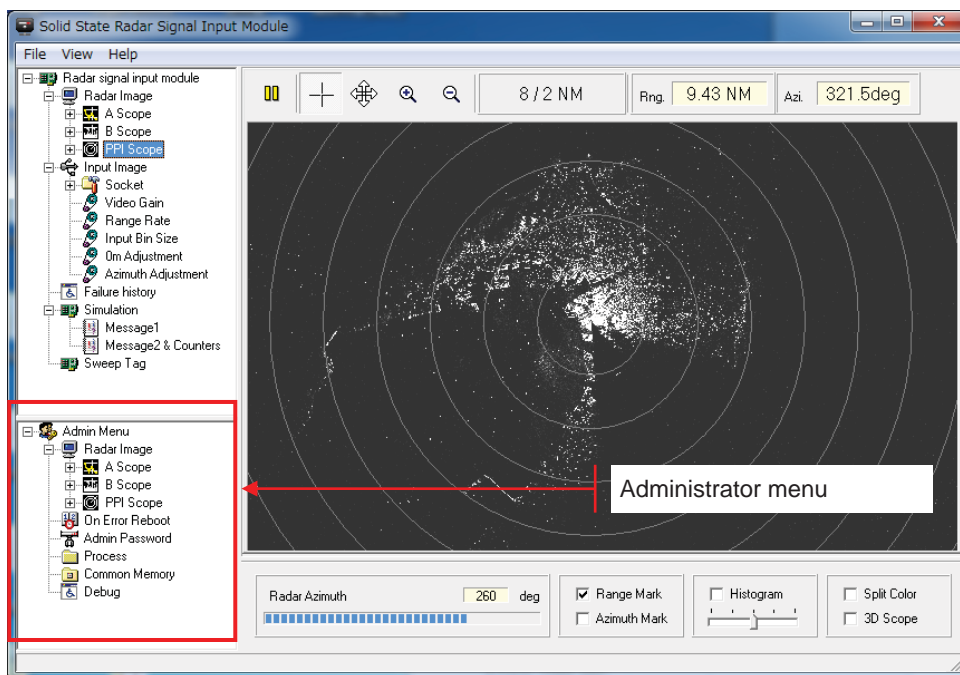 Solid State Radar Signal Input Module
File View Help
Radar signal input module
Radar Image
A Scope
B Scope
PPI Scope
Input Image
Socket
Video Gain
Range Rate
Input Bin Size
0m Adjustment
Azimuth Adjustment
Failure history
Simulation
Message1
Message2 & Counters
Sweep Tag
Admin Menu
Radar Image
A Scope
B Scope
PPI Scope
On Error Reboot
Admin Password
Process
Common Memory
Debug
8 / 2 NM
Rng. 9.43 NM
Azi. 321.5deg
Administrator menu
Radar Azimuth 260 deg
Range Mark
Azimuth Mark
Histogram
Split Color
3D Scope